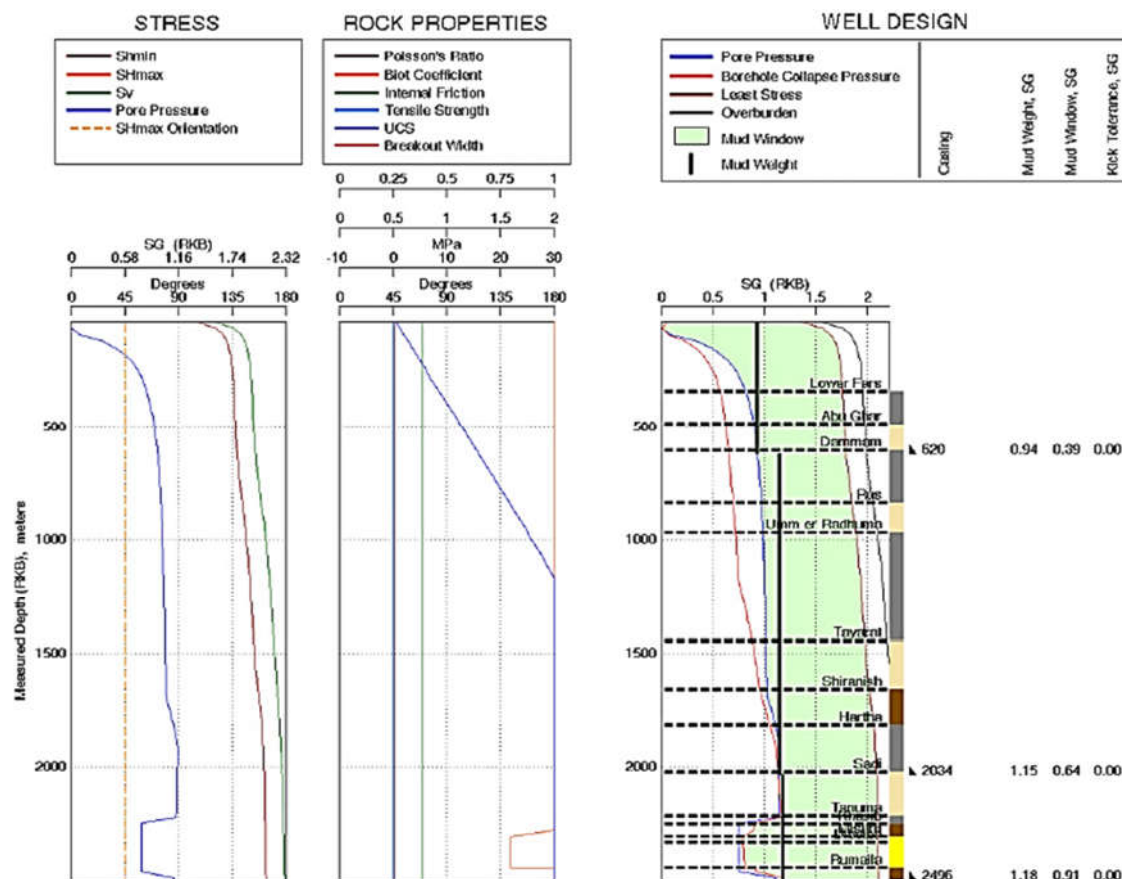 STRESS
Shmin
SHmax
Sv
Pore Pressure
SHmax Orientation
ROCK PROPERTIES
Poisson's Ratio
Biot Coefficient
Internal Friction
Tensile Strength
UCS
Breakout Width
WELL DESIGN
Pore Pressure
Borehole Collapse Pressure
Least Stress
Overburden
Mud Window
Mud Weight
Casing
Mud Weight, SG
Mud Window, SG
Kick Tolerance, SG
0 0.25 0.5 0.75 1
0 0.5 1 1.5 2
SG (RKB)
0 0.58 1.16 1.74 2.32
Degrees
0 45 90 135 180
MPa
-10 0 10 20 30
Degrees
0 45 90 135 180
SG (RKB)
0 0.5 1 1.5 2
Measured Depth (RKB), meters
500
1000
1500
2000
500
1000
1500
2000
Lower Fars
Abu Ghar
Dammam
620 0.94 0.39 0.00
Rus
Umm er Radhuma
Tayrat
Shiranish
Hartha
Sadi
2034 1.15 0.64 0.00
Tanuma
Rumaila
2496 1.18 0.91 0.00